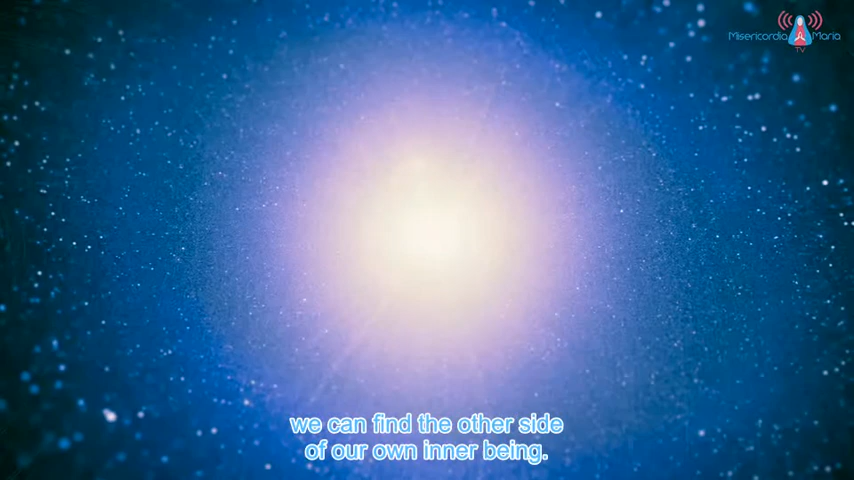 Misericordia Maria
TV
we can find the other side
of our own inner being.